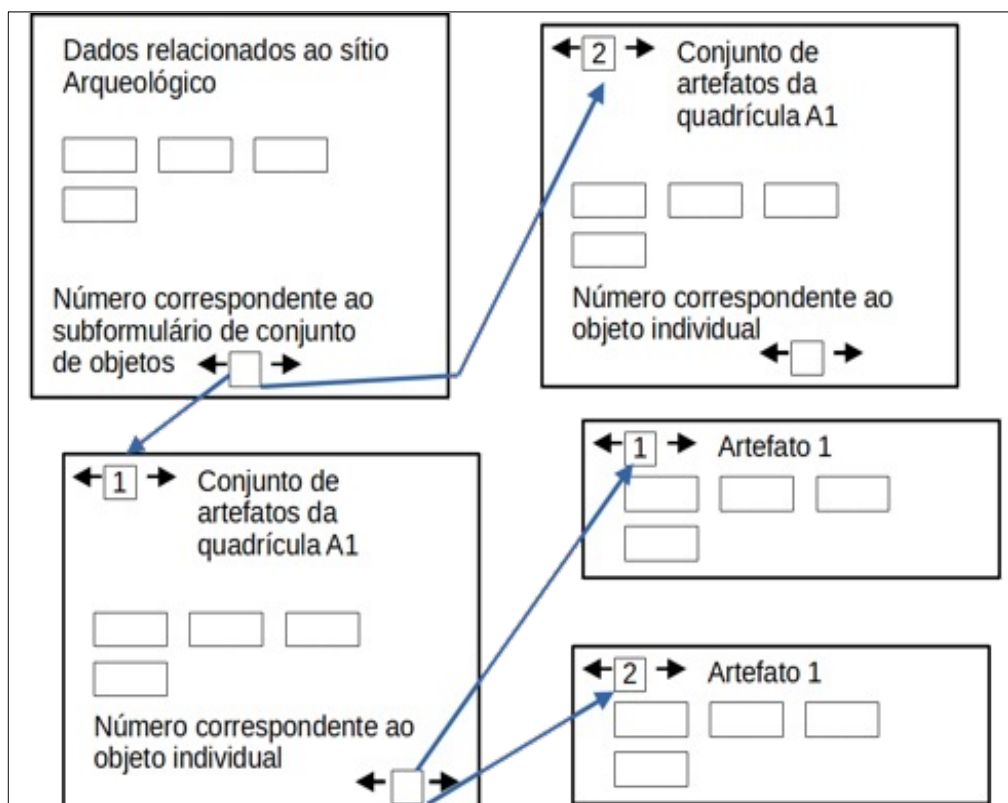 Dados relacionados ao sítio
Arqueológico
Número correspondente ao
subformulário de conjunto
de objetos
2
Conjunto de
artefatos da
quadrícula A1
Número correspondente ao
objeto individual
1
Conjunto de
artefatos da
quadrícula A1
Número correspondente ao
objeto individual
1 Artefato 1
2 Artefato 1